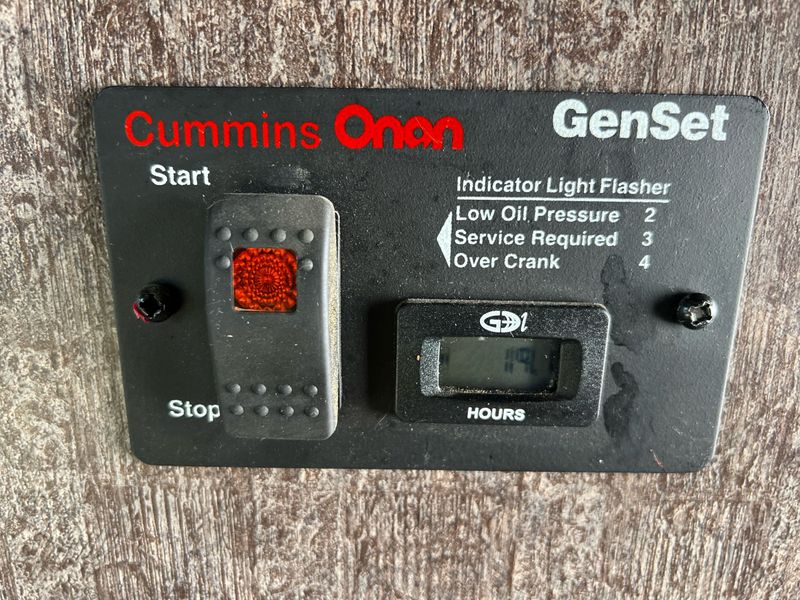 Cummins Onan
GenSet
Start
Indicator Light Flasher
Low Oil Pressure 2
Service Required 3
Over Crank 4
Stop
HOURS